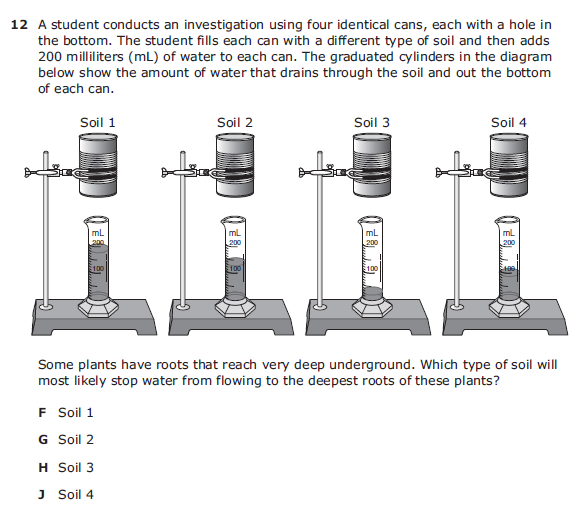 12 A student conducts an investigation using four identical cans, each with a hole in
the bottom. The student fills each can with a different type of soil and then adds
200 milliliters (mL) of water to each can. The graduated cylinders in the diagram
below show the amount of water that drains through the soil and out the bottom
of each can.
Soil 1 Soil 2 Soil 3 Soil 4
mL mL mL mL
200 200 200 200
100 100 100 100
Some plants have roots that reach very deep underground. Which type of soil will
most likely stop water from flowing to the deepest roots of these plants?
F Soil 1
G Soil 2
H Soil 3
J Soil 4